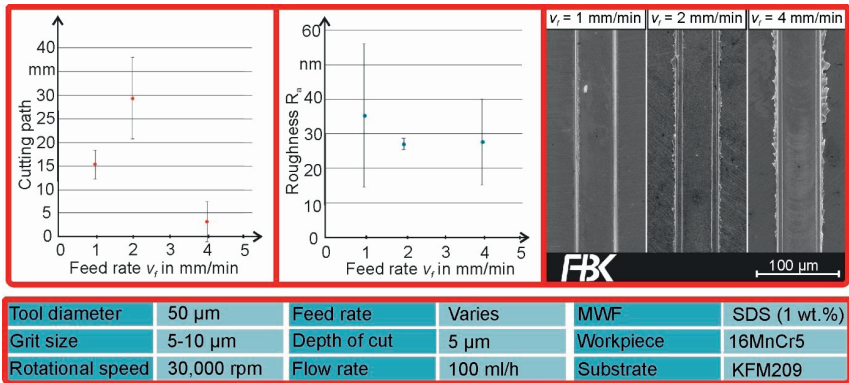 40
mm
30
25
20
15
10
5
0
0 1 2 3 4 5
Cutting path
Feed rate vf in mm/min
60
nm
40
30
20
10
0
0 1 2 3 4 5
Roughness Ra
Feed rate vf in mm/min
vf = 1 mm/min vf = 2 mm/min vf = 4 mm/min
FBK
100 µm
Tool diameter 50 µm Feed rate Varies MWF SDS (1 wt.%)
Grit size 5-10 µm Depth of cut 5 µm Workpiece 16MnCr5
Rotational speed 30,000 rpm Flow rate 100 ml/h Substrate KFM209